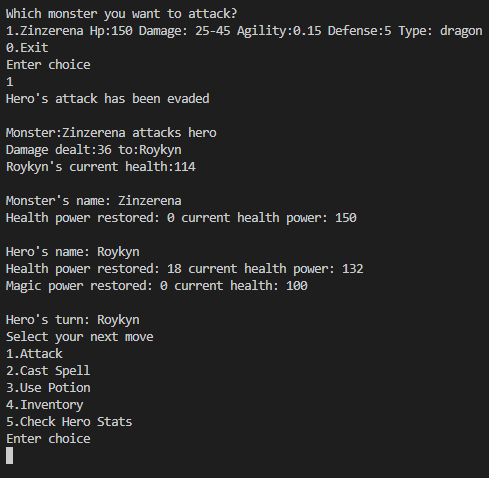 Which monster you want to attack?
1.Zinzerena Hp:150 Damage: 25-45 Agility:0.15 Defense:5 Type: dragon
0.Exit
Enter choice
1
Hero's attack has been evaded
Monster:Zinzerena attacks hero
Damage dealt:36 to:Roykyn
Roykyn's current health:114
Monster's name: Zinzerena
Health power restored: 0 current health power: 150
Hero's name: Roykyn
Health power restored: 18 current health power: 132
Magic power restored: 0 current health: 100
Hero's turn: Roykyn
Select your next move
1.Attack
2.Cast Spell
3.Use Potion
4.Inventory
5.Check Hero Stats
Enter choice